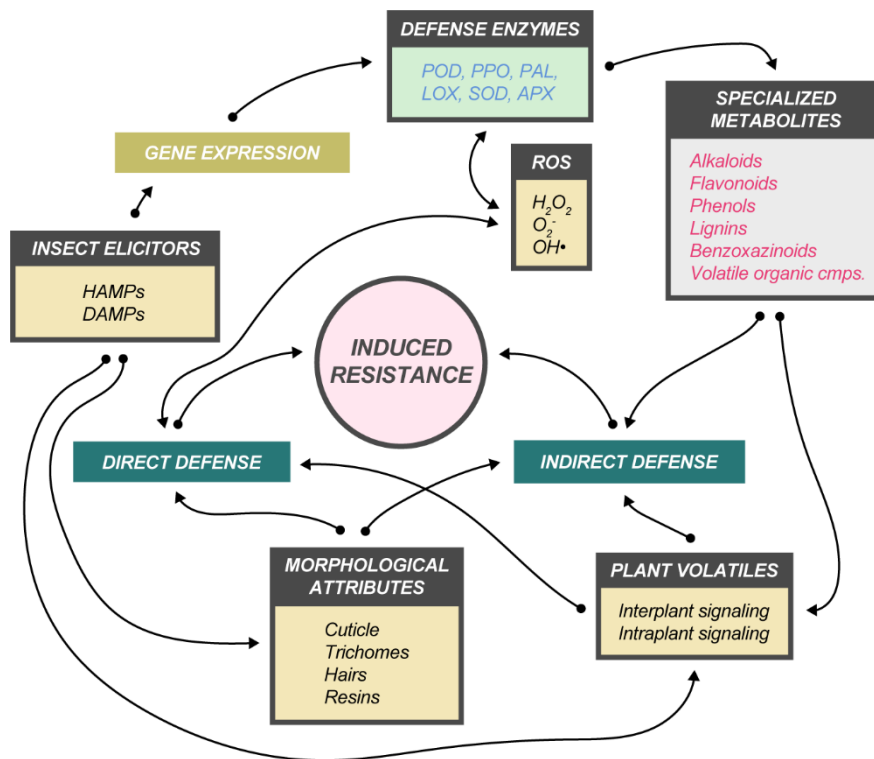 DEFENSE ENZYMES
POD, PPO, PAL,
LOX, SOD, APX
SPECIALIZED
METABOLITES
Alkaloids
Flavonoids
Phenols
Lignins
Benzoxazinoids
Volatile organic cmps.
GENE EXPRESSION
ROS
H₂O₂
O₂⁻
OH•
INSECT ELICITORS
HAMPs
DAMPs
INDUCED
RESISTANCE
DIRECT DEFENSE
INDIRECT DEFENSE
MORPHOLOGICAL
ATTRIBUTES
Cuticle
Trichomes
Hairs
Resins
PLANT VOLATILES
Interplant signaling
Intraplant signaling